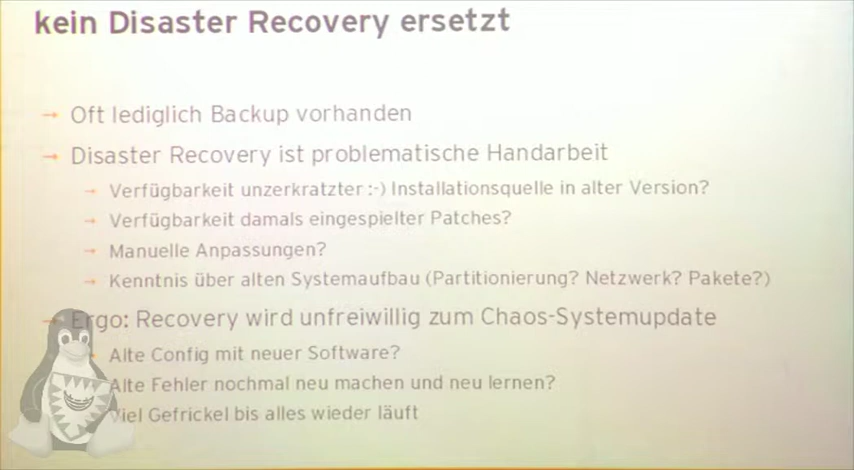 kein Disaster Recovery ersetzt
→ Oft lediglich Backup vorhanden
→ Disaster Recovery ist problematische Handarbeit
→ Verfügbarkeit unzerkratzter :-) Installationsquelle in alter Version?
→ Verfügbarkeit damals eingespielter Patches?
→ Manuelle Anpassungen?
→ Kenntnis über alten Systemaufbau (Partitionierung? Netzwerk? Pakete?)
→ Ergo: Recovery wird unfreiwillig zum Chaos-Systemupdate
→ Alte Config mit neuer Software?
Alte Fehler nochmal neu machen und neu lernen?
Viel Gefrickel bis alles wieder läuft